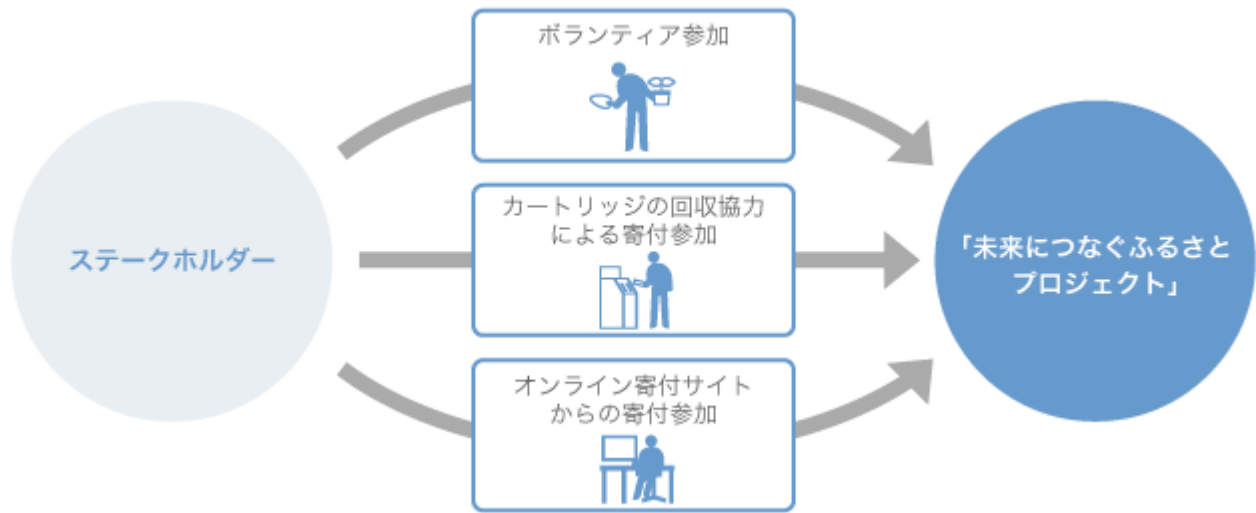 ボランティア参加
ステークホルダー
カートリッジの回収協力
による寄付参加
オンライン寄付サイト
からの寄付参加
「未来につなぐふるさと
プロジェクト」